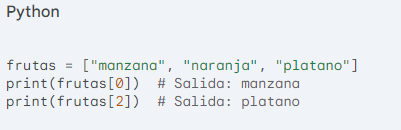 Python
frutas = ["manzana", "naranja", "platano"]
print(frutas[0])  # Salida: manzana
print(frutas[2])  # Salida: platano